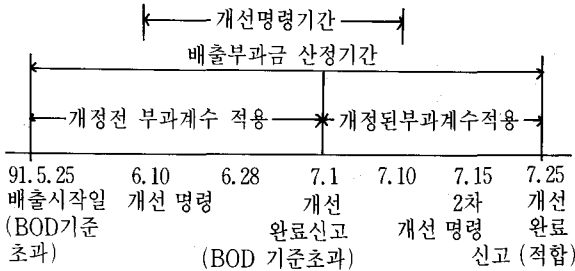 개선명령기간
배출부과금 산정기간
개정전 부과계수 적용
개정된부과계수적용
91.5.25 6.10 6.28 7.1 7.10 7.15 7.25
배출시작일 개선 명령 개선 2차 개선
(BOD기준 완료신고 개선 명령 완료
초과) (BOD 기준초과) 신고 (적합)